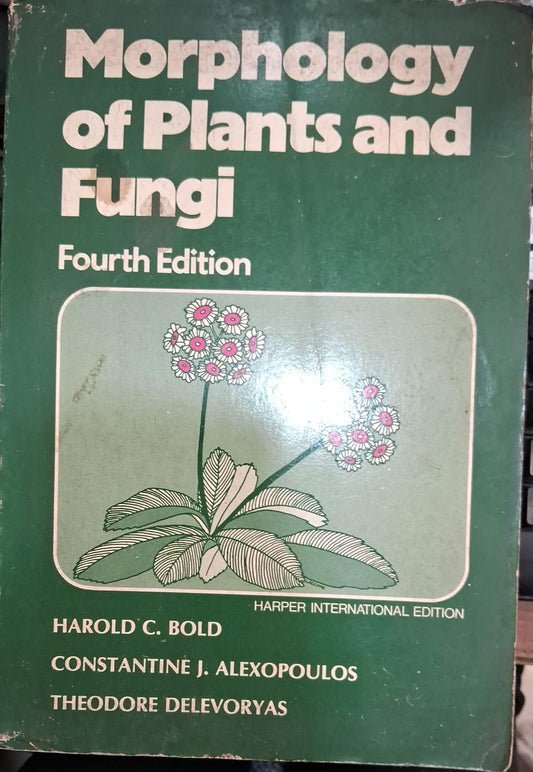 Morphology
of Plants and
Fungi
Fourth Edition
HARPER INTERNATIONAL EDITION
HAROLD C. BOLD
CONSTANTINE J. ALEXOPOULOS
THEODORE DELEVORYAS